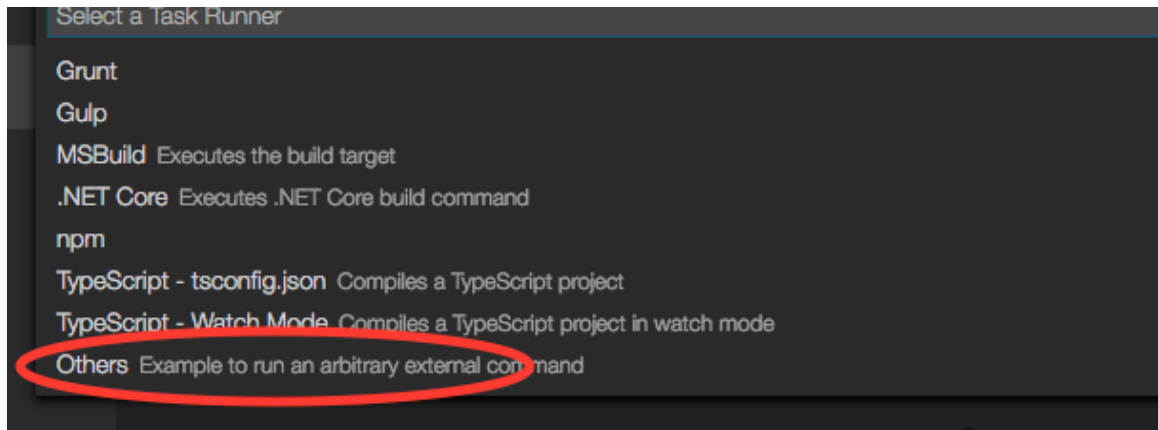 Select a Task Runner
Grunt
Gulp
MSBuild Executes the build target
.NET Core Executes .NET Core build command
npm
TypeScript - tsconfig.json Compiles a TypeScript project
TypeScript - Watch Mode Compiles a TypeScript project in watch mode
Others Example to run an arbitrary external command